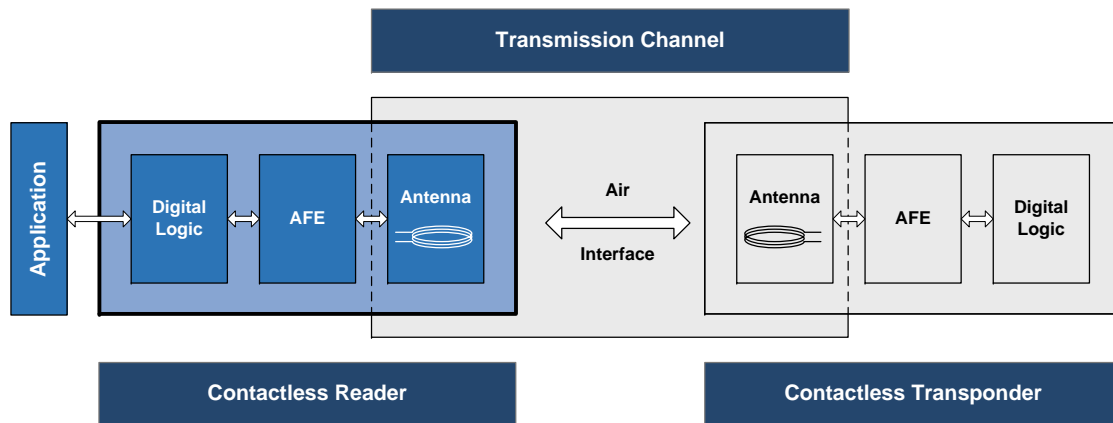 Transmission Channel
Application
Digital
Logic
AFE
Antenna
Air
Interface
Antenna
AFE
Digital
Logic
Contactless Reader
Contactless Transponder